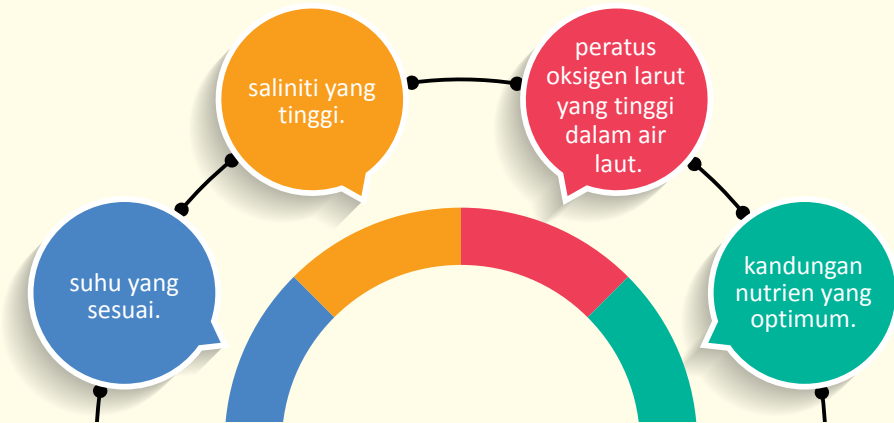 suhu yang
sesuai.
saliniti yang
tinggi.
peratus
oksigen larut
yang tinggi
dalam air
laut.
kandungan
nutrien yang
optimum.